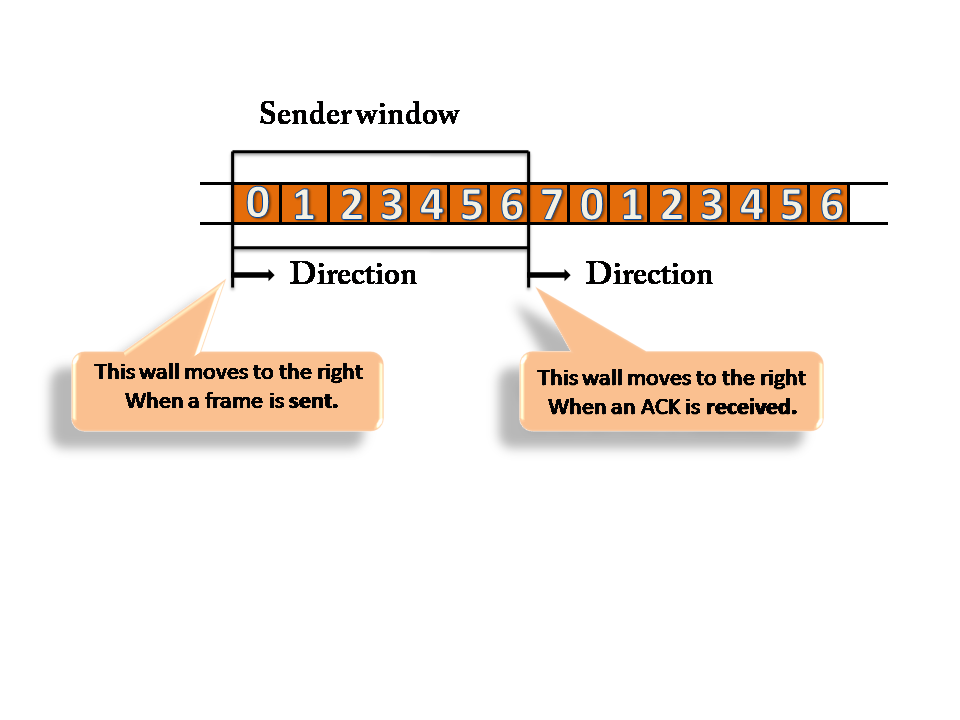 Sender window
0 1 2 3 4 5 6 7 0 1 2 3 4 5 6
Direction
Direction
This wall moves to the right
When a frame is sent.
This wall moves to the right
When an ACK is received.